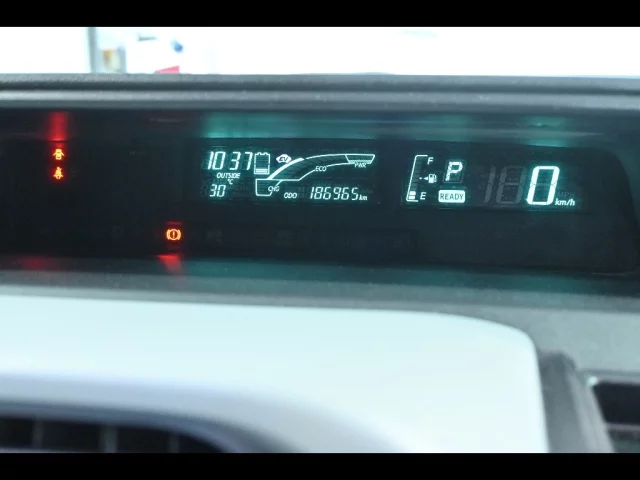 10 37
OUTSIDE
30 °C
CHG
ECO
PWR
ODO 186965 km
F
E
P
READY
0 km/h